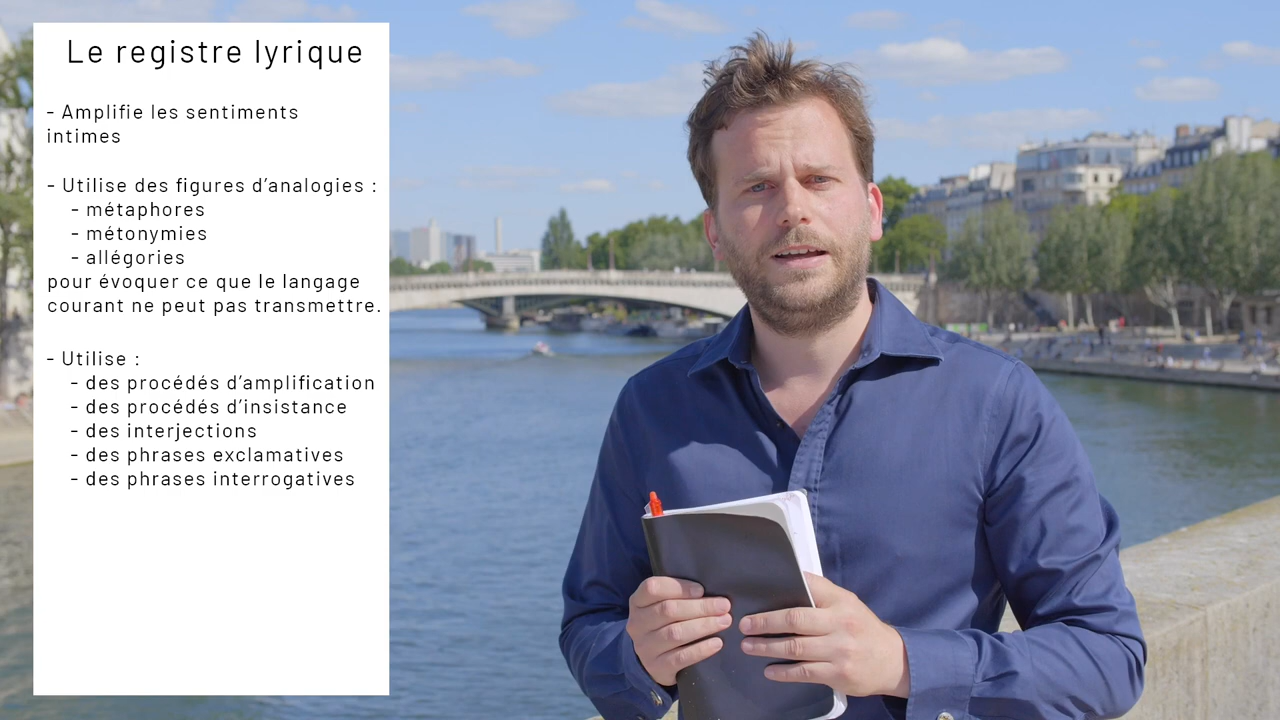 Le registre lyrique
- Amplifie les sentiments
intimes
- Utilise des figures d’analogies :
- métaphores
- métonymies
- allégories
pour évoquer ce que le langage
courant ne peut pas transmettre.
- Utilise :
- des procédés d’amplification
- des procédés d’insistance
- des interjections
- des phrases exclamatives
- des phrases interrogatives